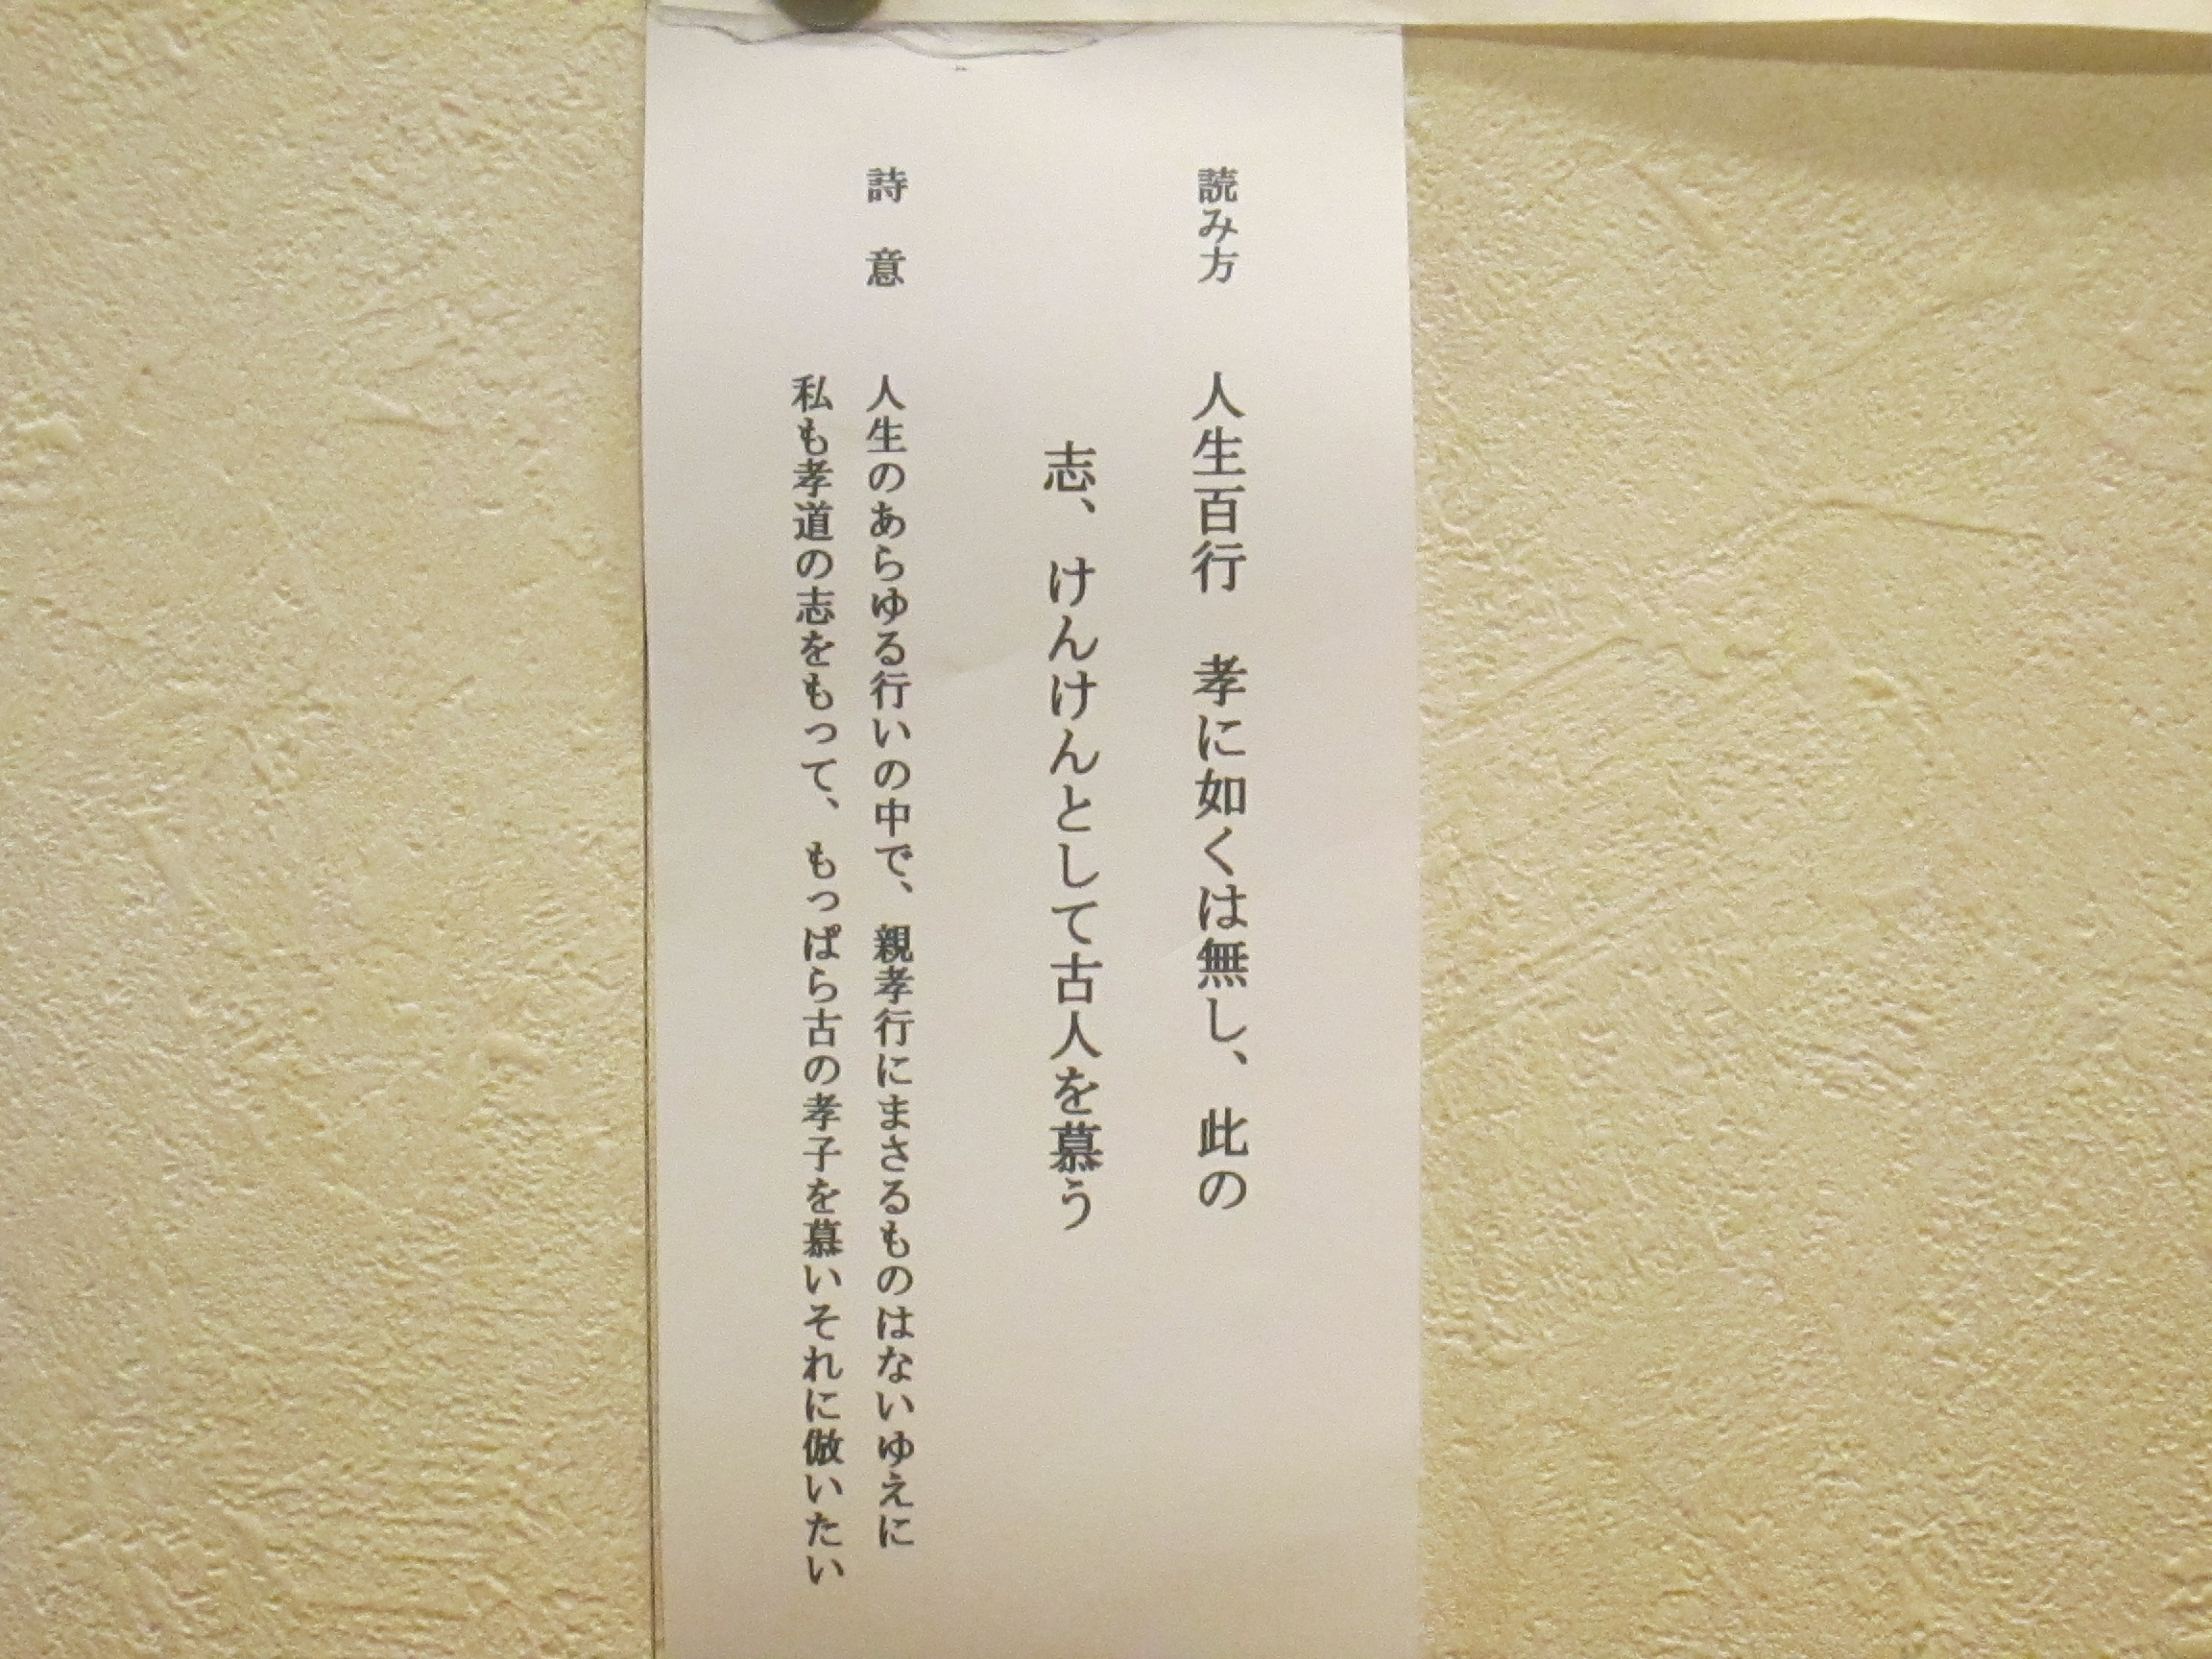 読み方　人生百行　孝に如くは無し、此の
志、けんけんとして古人を慕う
詩　意　人生のあらゆる行いの中で、親孝行にまさるものはないゆえに
私も孝道の志をもって、もっぱら古の孝子を慕いそれに倣いたい